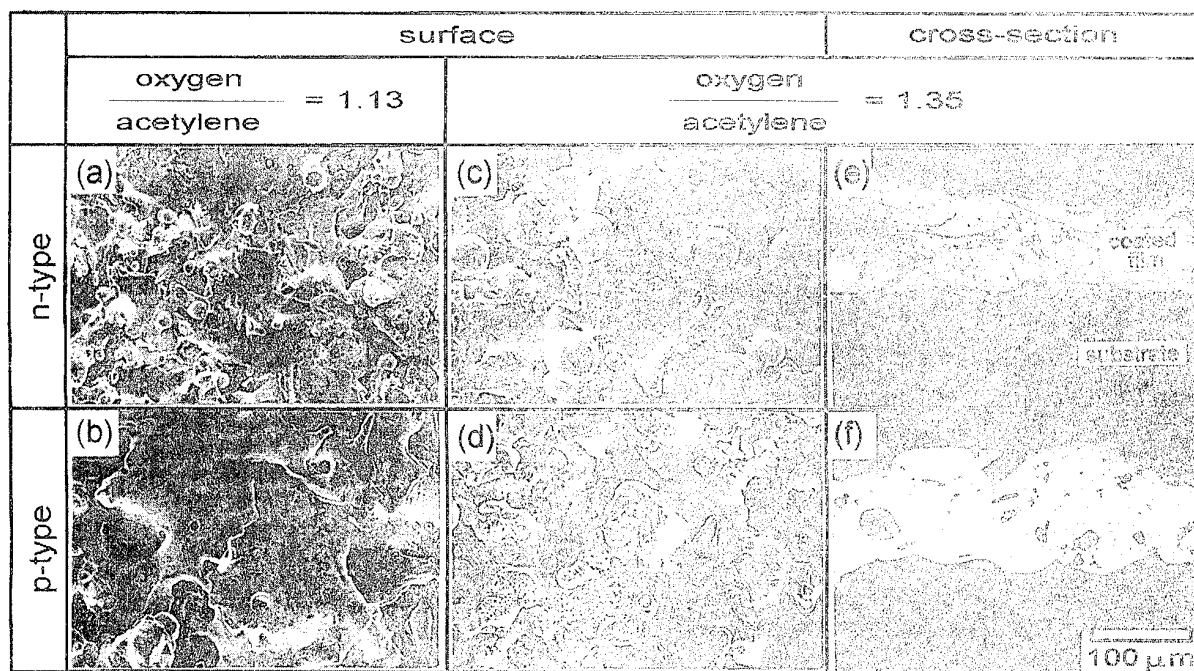 surface
cross-section
oxygen
acetylene
= 1.13
oxygen
acetylene
= 1.35
n-type
(a)
(c)
(e)
coated
film
substrate
p-type
(b)
(d)
(f)
100 μm